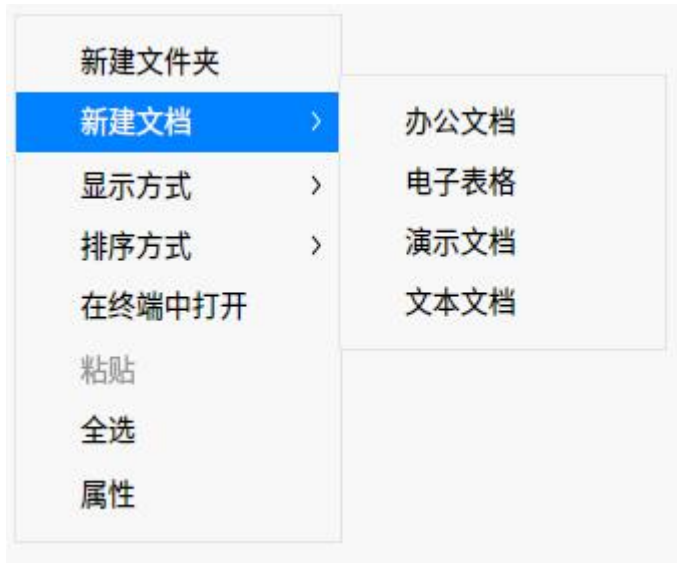 新建文件夹
新建文档
显示方式
排序方式
在终端中打开
粘贴
全选
属性
办公文档
电子表格
演示文档
文本文档